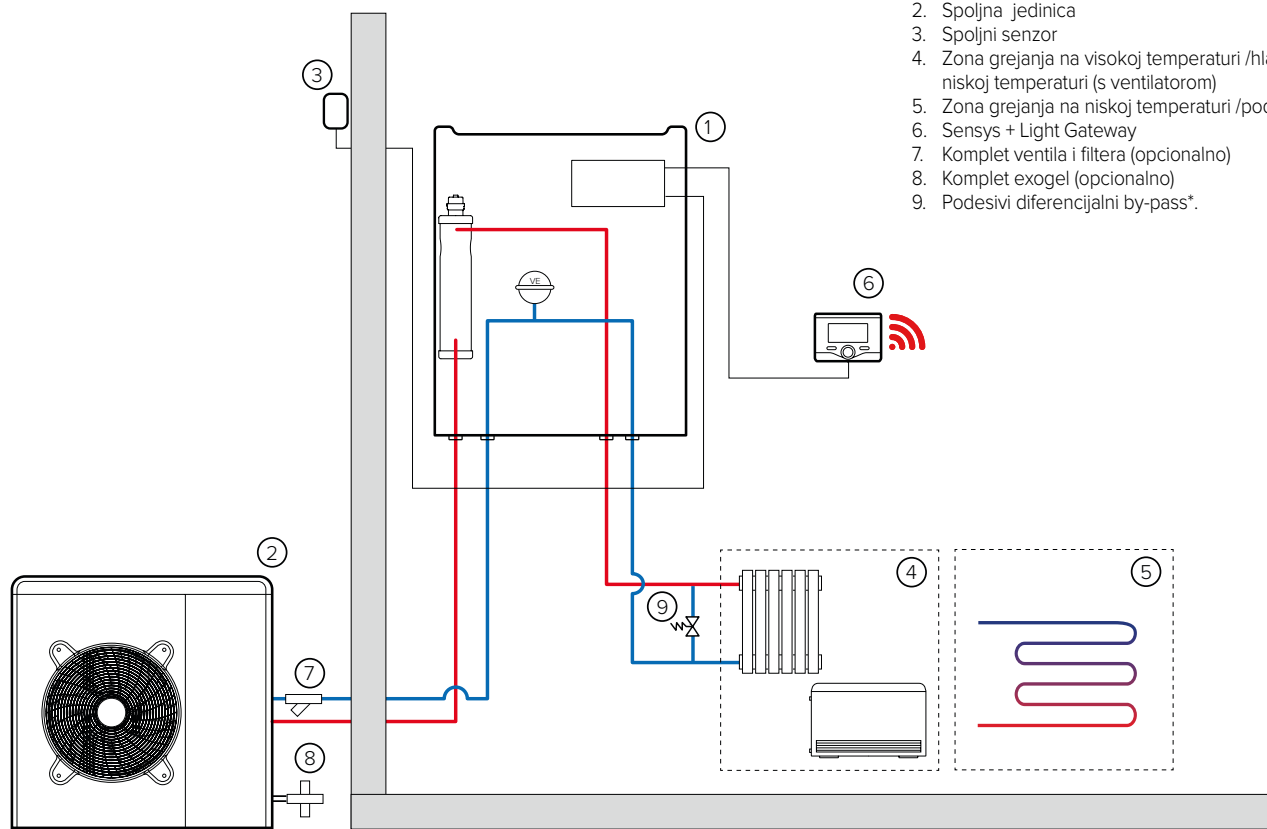 2. Spoljna jedinica
3. Spoljni senzor
4. Zona grejanja na visokoj temperaturi /hla
niskoj temperaturi (s ventilatorom)
5. Zona grejanja na niskoj temperaturi /pod
6. Sensys + Light Gateway
7. Komplet ventila i filtera (opcionalno)
8. Komplet exogel (opcionalno)
9. Podesivi diferencijalni by-pass*.
3
1
VE
6
2
4
5
9
7
8